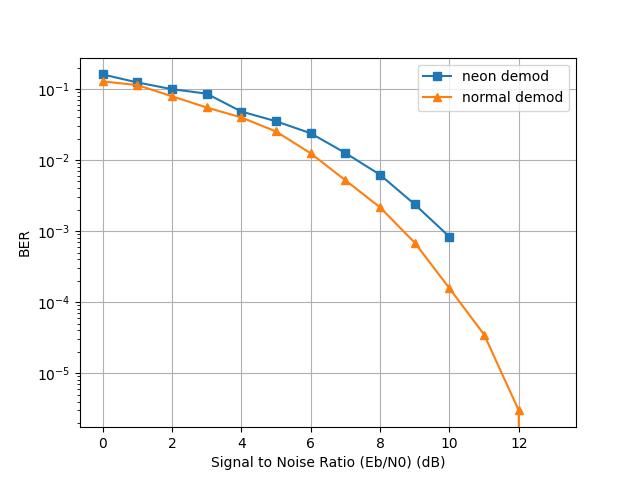 neon demod
normal demod
10⁻¹
10⁻²
10⁻³
10⁻⁴
10⁻⁵
BER
0 2 4 6 8 10 12
Signal to Noise Ratio (Eb/N0) (dB)